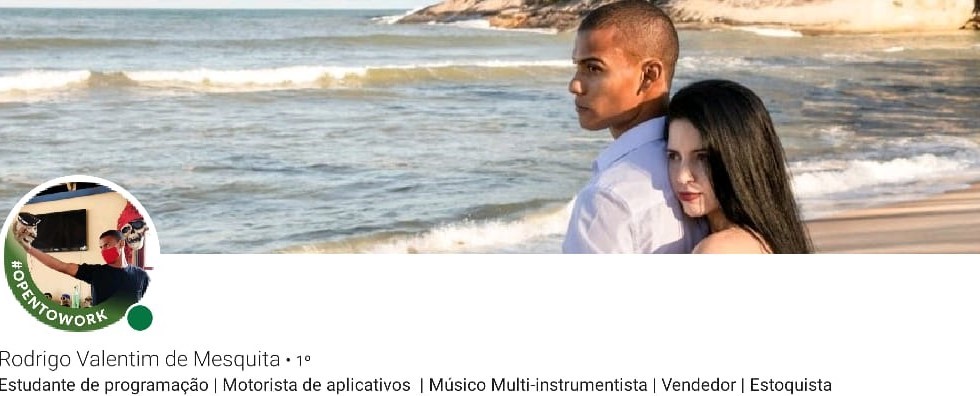 #OPENTOWORK
Rodrigo Valentim de Mesquita • 1º
Estudante de programação | Motorista de aplicativos | Músico Multi-instrumentista | Vendedor | Estoquista